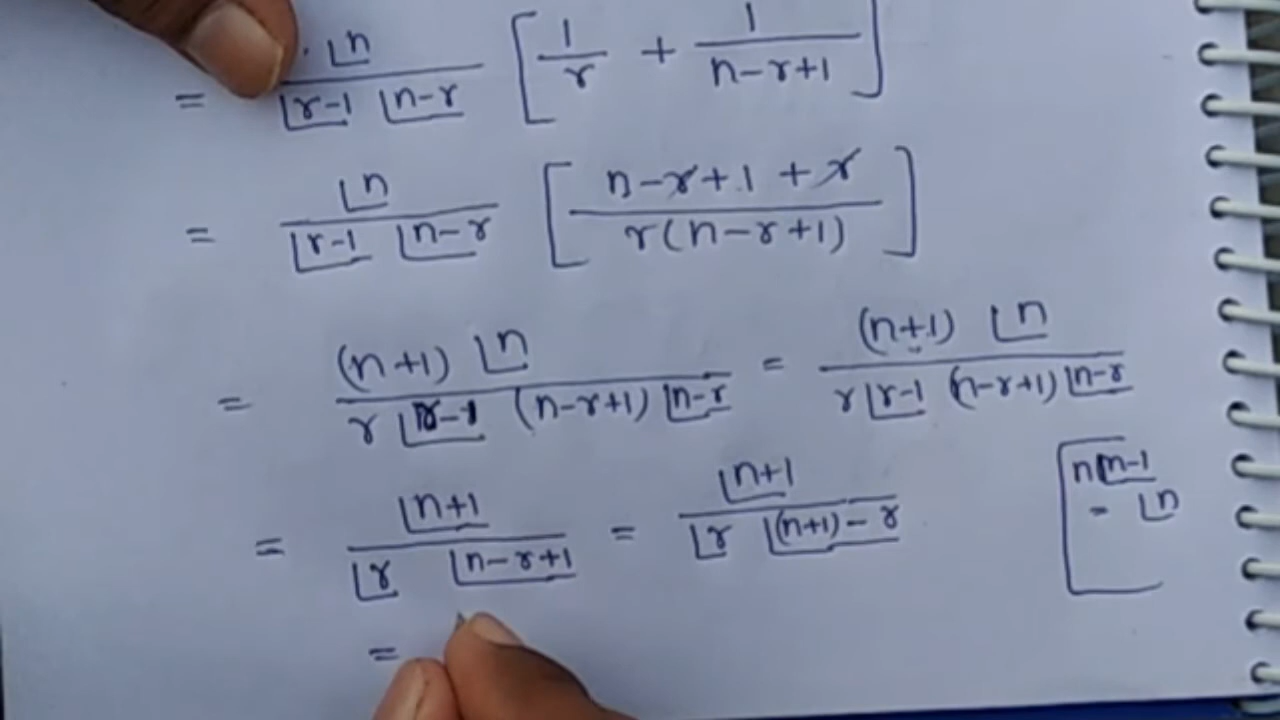 = ⌊n / ⌊r-1 ⌊n-r [ 1/r + 1/(n-r+1) ]
= ⌊n / ⌊r-1 ⌊n-r [ (n-r+1+r) / r(n-r+1) ]
= (n+1) ⌊n / r ⌊r-1 (n-r+1) ⌊n-r = (n+1) ⌊n / r ⌊r-1 (n-r+1) ⌊n-r
= ⌊n+1 / ⌊r ⌊n-r+1 = ⌊n+1 / ⌊r ⌊(n+1)-r
n⌊n-1
= ⌊n
=